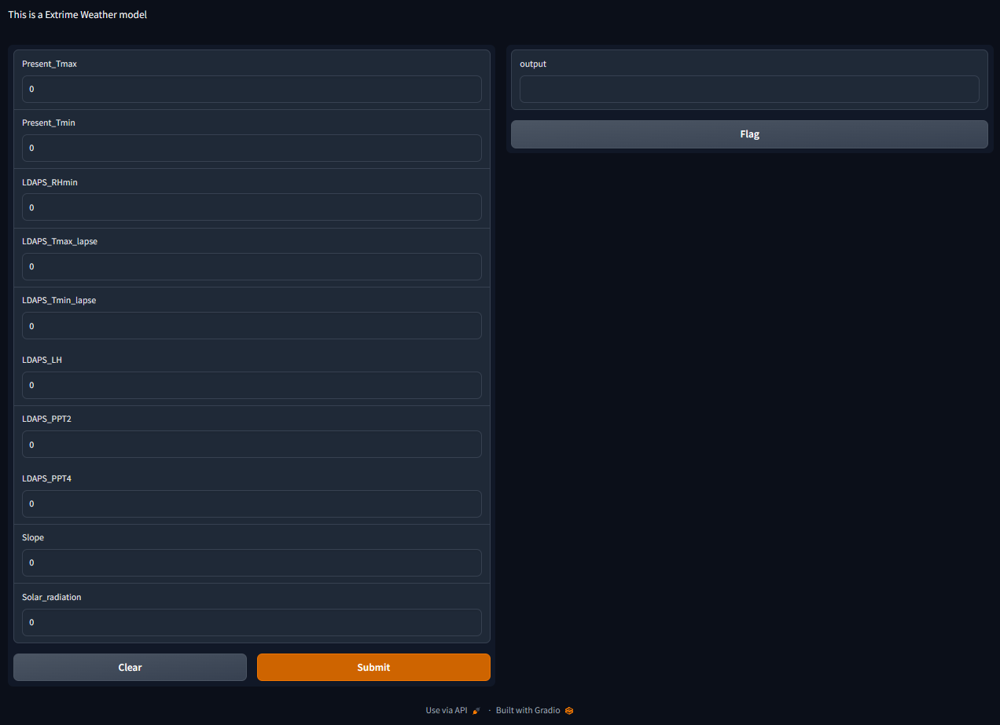 This is a Extrime Weather model
Present_Tmax
0
Present_Tmin
0
LDAPS_RHmin
0
LDAPS_Tmax_lapse
0
LDAPS_Tmin_lapse
0
LDAPS_LH
0
LDAPS_PPT2
0
LDAPS_PPT4
0
Slope
0
Solar_radiation
0
Clear
Submit
output
Flag
Use via API · Built with Gradio